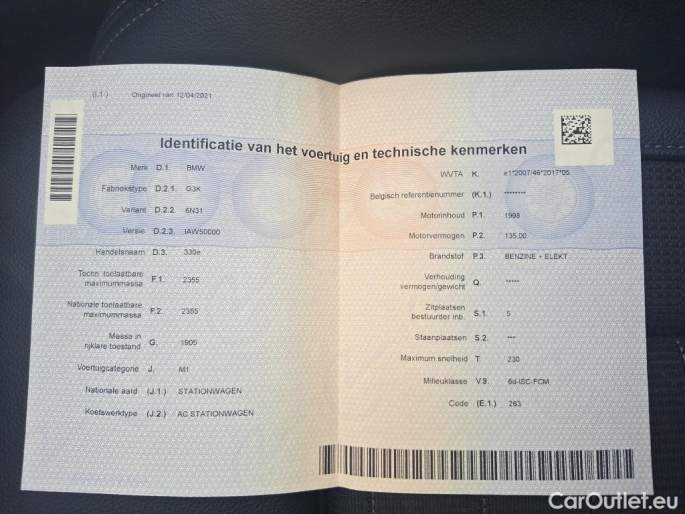 (I.1.) Origineel van 12/04/2021
Identificatie van het voertuig en technische kenmerken
Merk D.1. BMW
Fabriekstype D.2.1. G3K
Variant D.2.2. 6N31
Versie D.2.3. IAW50000
Handelsnaam D.3. 330e
Techn. toelaatbare
maximummassa F.1. 2355
Nationale toelaatbare
maximummassa F.2. 2355
Massa in
rijklare toestand G. 1905
Voertuigcategorie J. M1
Nationale aard (J.1.) STATIONWAGEN
Koetswerktype (J.2.) AC STATIONWAGEN
WVTA K. e1*2007/46*2017*05
Belgisch referentienummer (K.1.) ********
Motorinhoud P.1. 1998
Motorvermogen P.2. 135.00
Brandstof P.3. BENZINE + ELEKT
Verhouding
vermogen/gewicht Q. *****
Zitplaatsen
bestuurder inb. S.1. 5
Staanplaatsen S.2. ***
Maximum snelheid T. 230
Milieuklasse V.9. 6d-ISC-FCM
Code (E.1.) 263
CarOutlet.eu